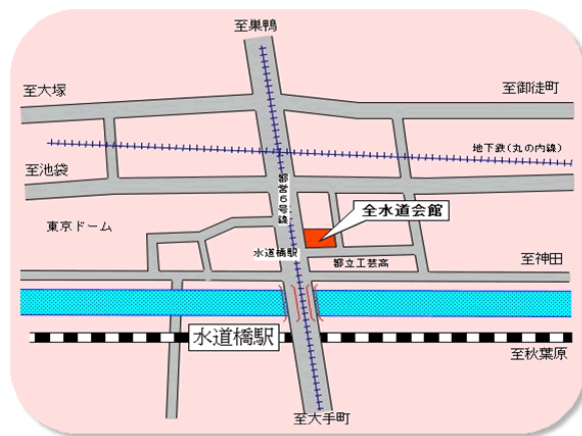 至巣鴨
至大塚
至御徒町
地下鉄(丸の内線)
至池袋
都営6号線
全水道会館
東京ドーム
水道橋駅
都立工芸高
至神田
水道橋駅
至秋葉原
至大手町